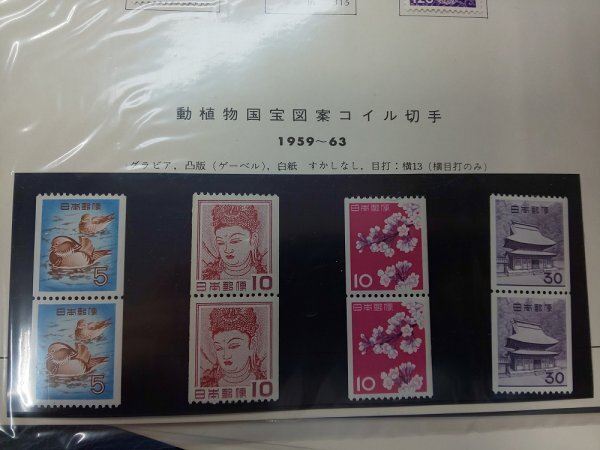 115
120
動植物国宝図案コイル切手
1959~63
グラビア,凸版(ゲーベル),白紙 すかしなし,目打:横13(横目打のみ)
日本郵便
5
日本郵便
5
10
日本郵便
10
日本郵便
日本郵便
10
日本郵便
10
日本郵便
30
日本郵便
30